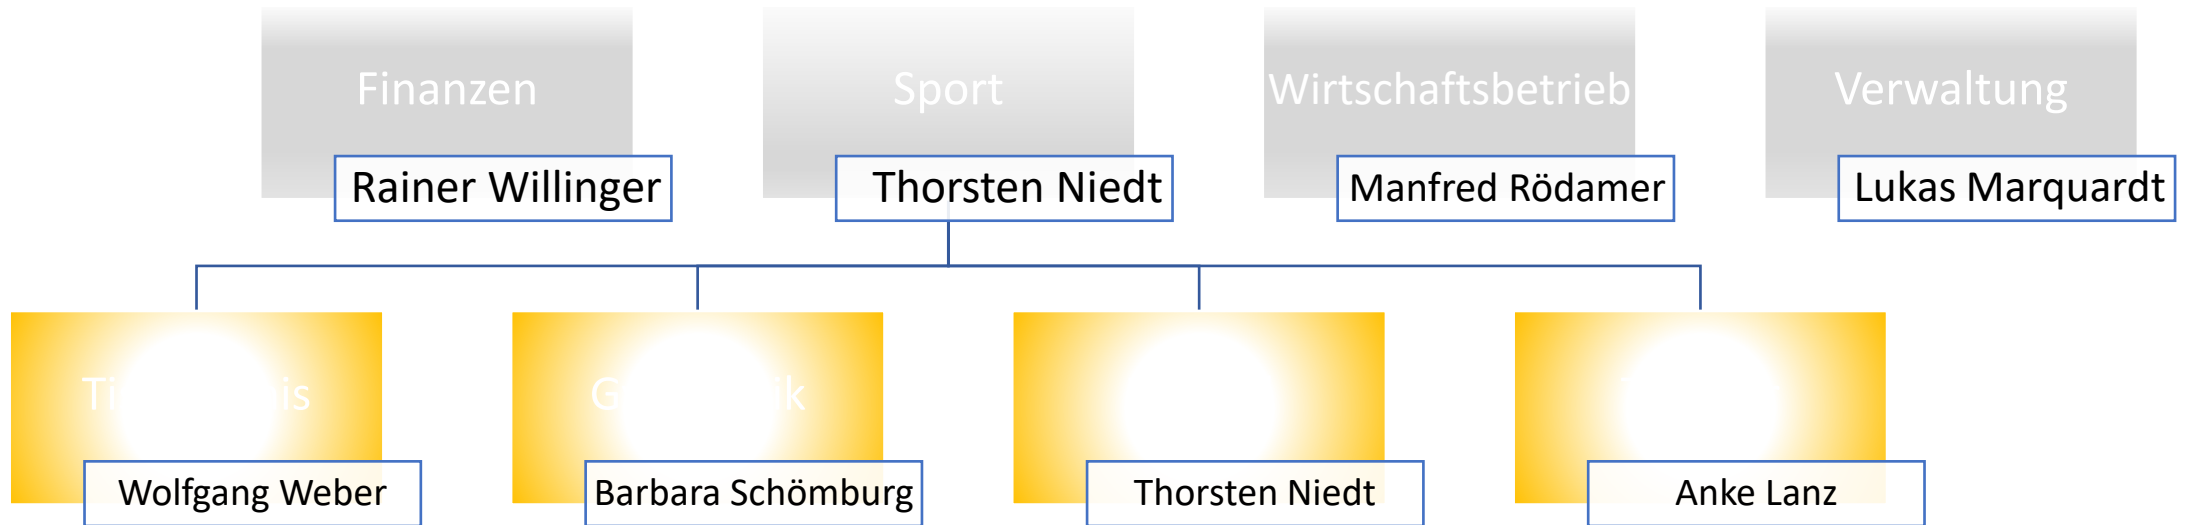 Finanzen
Sport
Wirtschaftsbetrieb
Verwaltung
Rainer Willinger
Thorsten Niedt
Manfred Rödamer
Lukas Marquardt
Wolfgang Weber
Barbara Schömburg
Thorsten Niedt
Anke Lanz